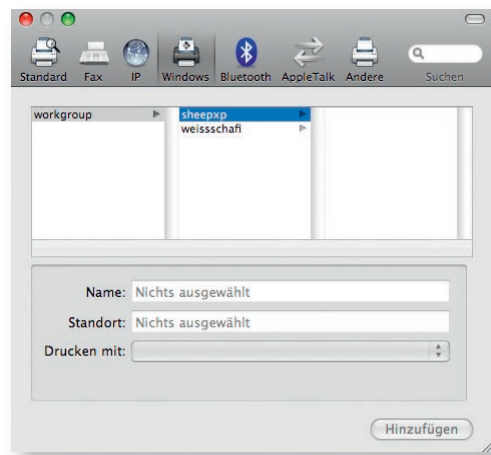 Standard Fax IP Windows Bluetooth AppleTalk Andere Suchen
workgroup sheepxp
weissschafi
Name: Nichts ausgewählt
Standort: Nichts ausgewählt
Drucken mit:
Hinzufügen